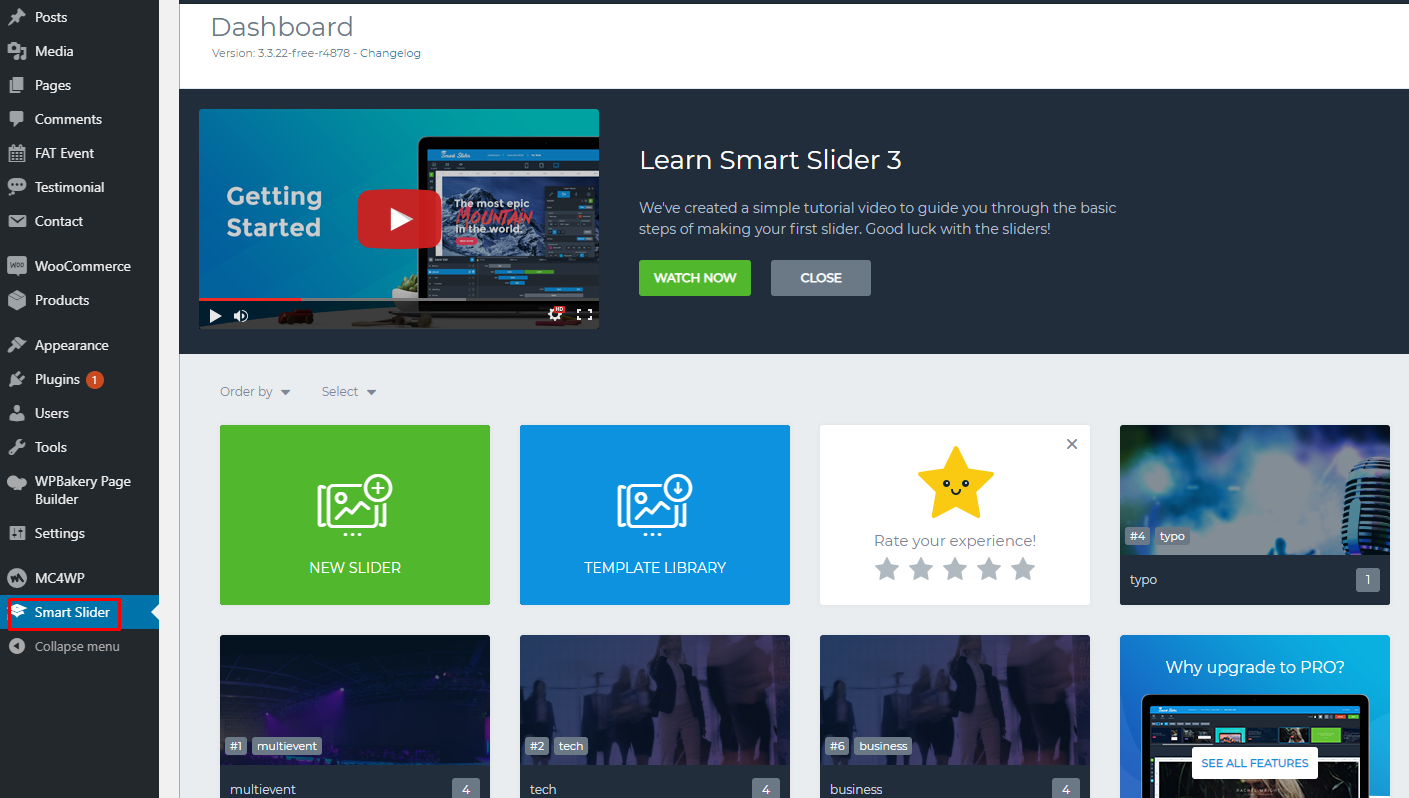 Posts
Media
Pages
Comments
FAT Event
Testimonial
Contact
WooCommerce
Products
Appearance
Plugins 1
Users
Tools
WPBakery Page
Builder
Settings
MC4WP
Smart Slider
Collapse menu
Dashboard
Version: 3.3.22-free-r4878 - Changelog
Getting
Started
The most epic
MOUNTAIN
in the world.
HD
Learn Smart Slider 3
We've created a simple tutorial video to guide you through the basic
steps of making your first slider. Good luck with the sliders!
WATCH NOW
CLOSE
Order by
Select
NEW SLIDER
TEMPLATE LIBRARY
Rate your experience!
#4 typo
typo 1
#1 multievent
multievent 4
#2 tech
tech 4
#6 business
business 4
Why upgrade to PRO?
SEE ALL FEATURES